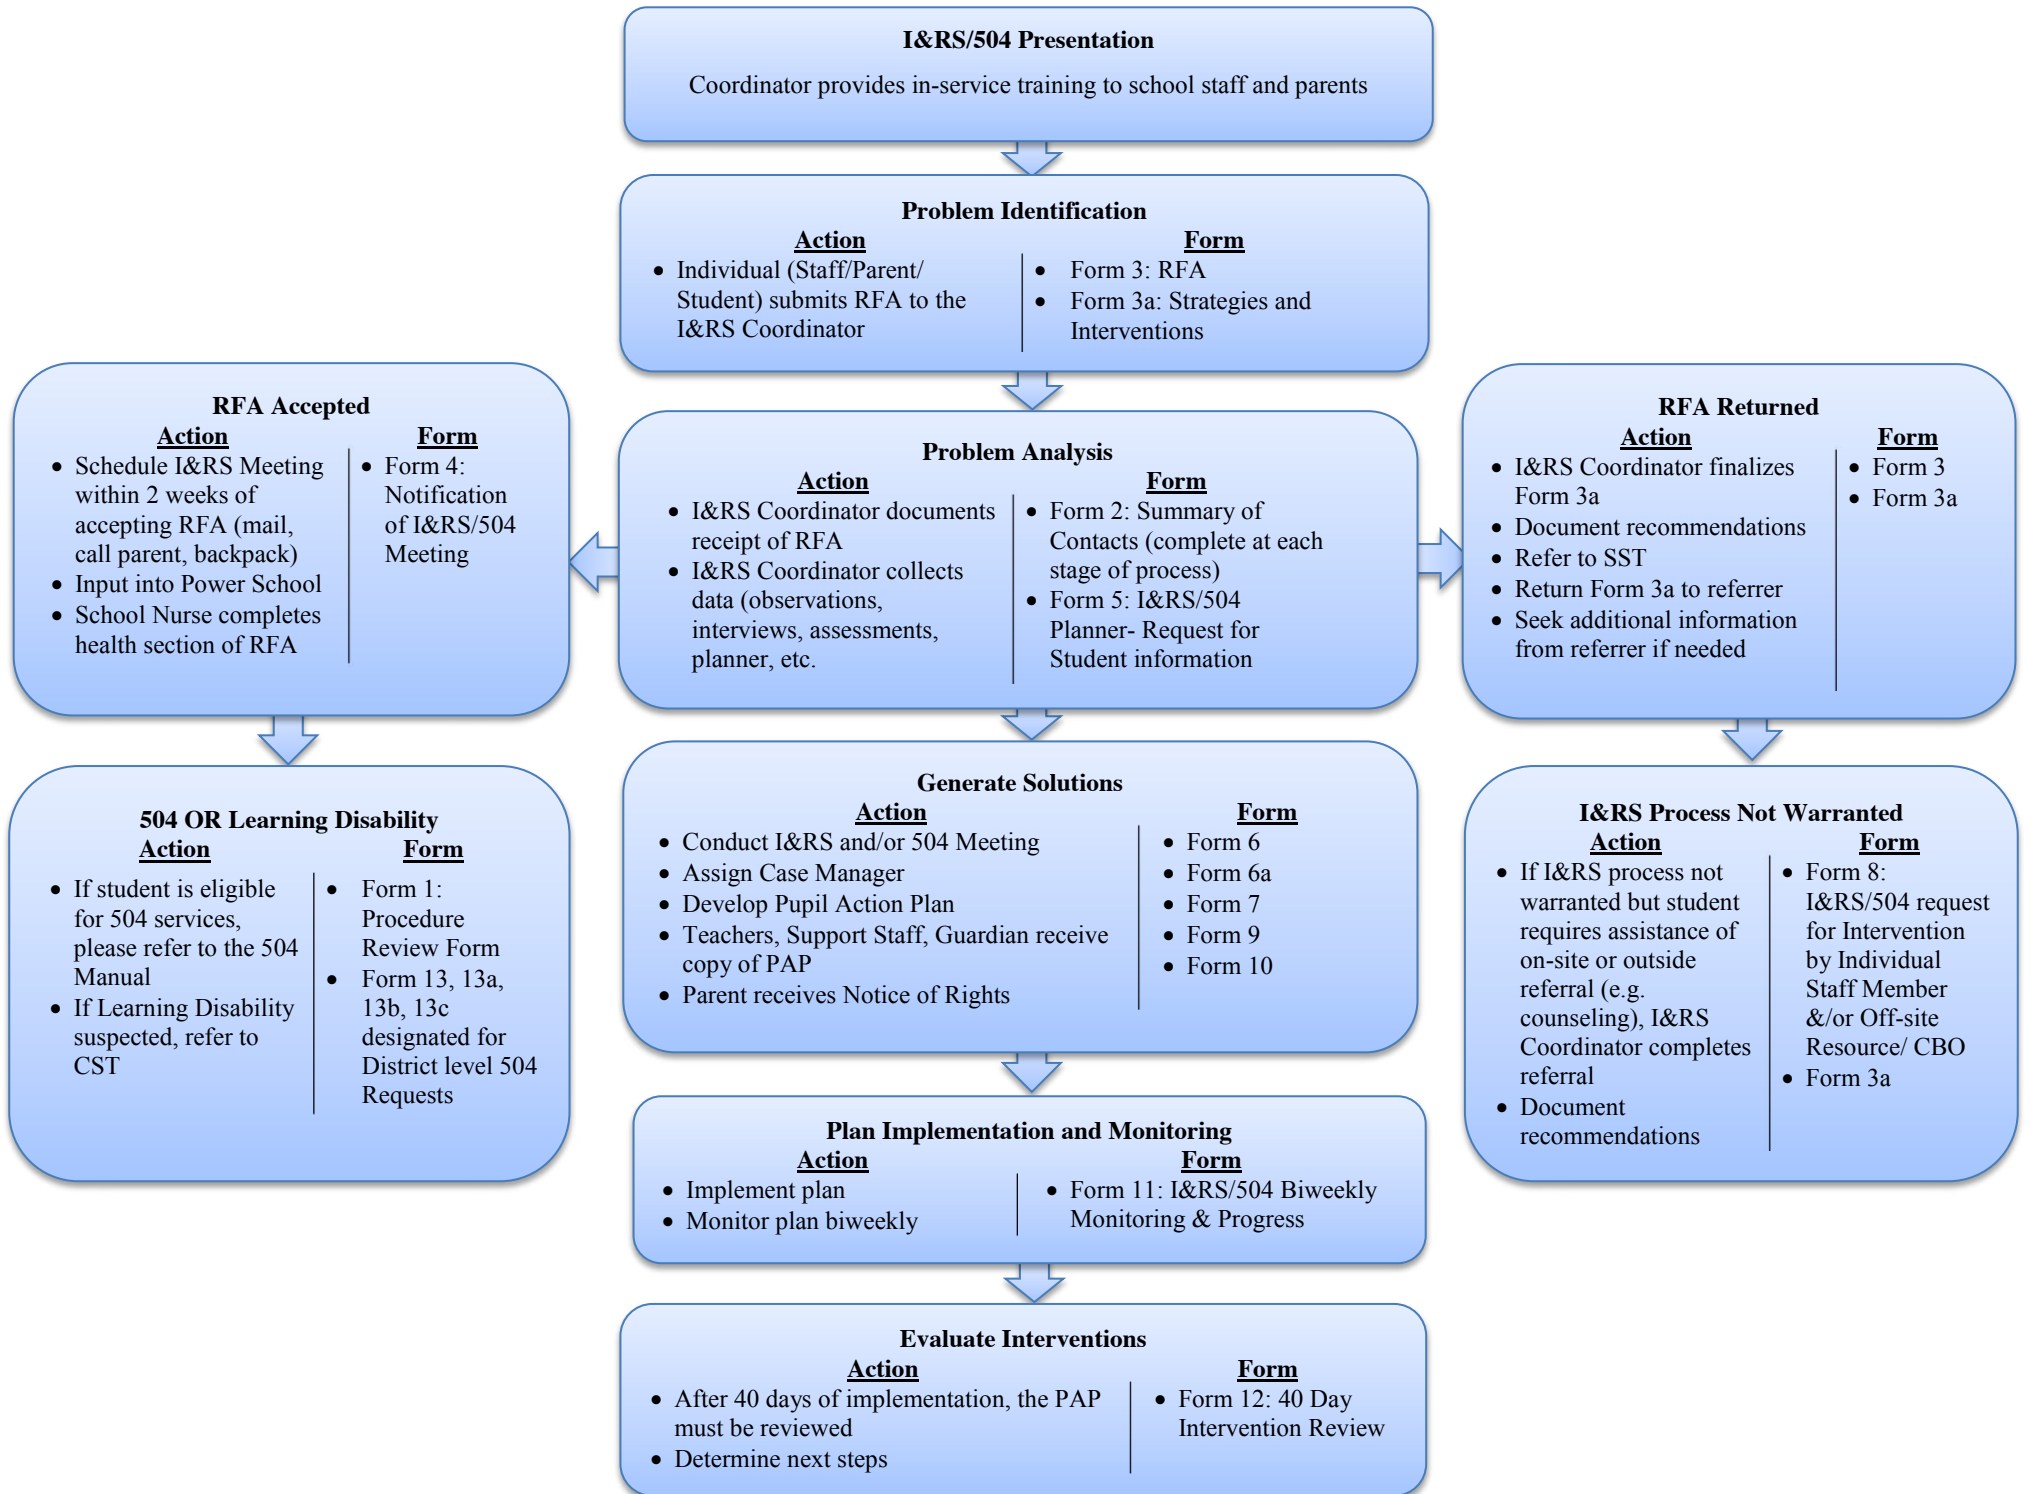 I&RS/504 Presentation
Coordinator provides in-service training to school staff and parents
Problem Identification
Action
• Individual (Staff/Parent/
Student) submits RFA to the
I&RS Coordinator
Form
• Form 3: RFA
• Form 3a: Strategies and
Interventions
RFA Accepted
Action
• Schedule I&RS Meeting
within 2 weeks of
accepting RFA (mail,
call parent, backpack)
• Input into Power School
• School Nurse completes
health section of RFA
Form
• Form 4:
Notification
of I&RS/504
Meeting
Problem Analysis
Action
• I&RS Coordinator documents
receipt of RFA
• I&RS Coordinator collects
data (observations,
interviews, assessments,
planner, etc.
Form
• Form 2: Summary of
Contacts (complete at each
stage of process)
• Form 5: I&RS/504
Planner- Request for
Student information
RFA Returned
Action
• I&RS Coordinator finalizes
Form 3a
• Document recommendations
• Refer to SST
• Return Form 3a to referrer
• Seek additional information
from referrer if needed
Form
• Form 3
• Form 3a
504 OR Learning Disability
Action
• If student is eligible
for 504 services,
please refer to the 504
Manual
• If Learning Disability
suspected, refer to
CST
Form
• Form 1:
Procedure
Review Form
• Form 13, 13a,
13b, 13c
designated for
District level 504
Requests
Generate Solutions
Action
• Conduct I&RS and/or 504 Meeting
• Assign Case Manager
• Develop Pupil Action Plan
• Teachers, Support Staff, Guardian receive
copy of PAP
• Parent receives Notice of Rights
Form
• Form 6
• Form 6a
• Form 7
• Form 9
• Form 10
I&RS Process Not Warranted
Action
• If I&RS process not
warranted but student
requires assistance of
on-site or outside
referral (e.g.
counseling), I&RS
Coordinator completes
referral
• Document
recommendations
Form
• Form 8:
I&RS/504 request
for Intervention
by Individual
Staff Member
&/or Off-site
Resource/ CBO
• Form 3a
Plan Implementation and Monitoring
Action
• Implement plan
• Monitor plan biweekly
Form
• Form 11: I&RS/504 Biweekly
Monitoring & Progress
Evaluate Interventions
Action
• After 40 days of implementation, the PAP
must be reviewed
• Determine next steps
Form
• Form 12: 40 Day
Intervention Review